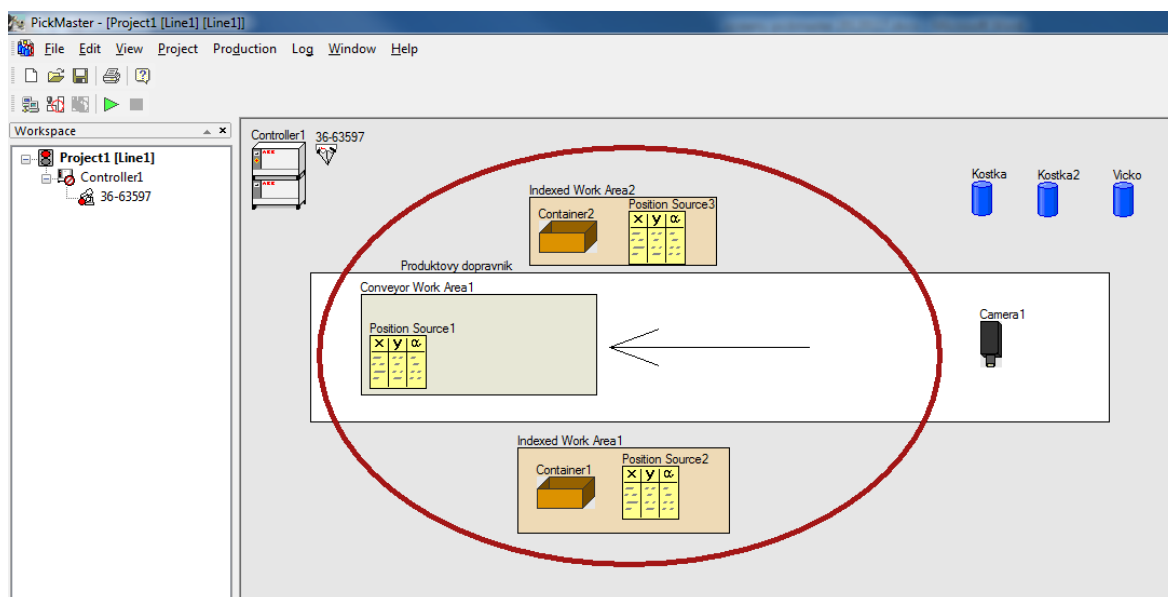 PickMaster - [Project1 [Line1] [Line1]]
File Edit View Project Production Log Window Help
Workspace
Project1 [Line1]
Controller1
36-63597
Controller1
36-63597
ABB
ABB
Kostka
Kostka2
Vicko
Indexed Work Area2
Container2
Position Source3
x y α
Produktovy dopravnik
Conveyor Work Area1
Position Source1
x y α
Camera1
Indexed Work Area1
Container1
Position Source2
x y α